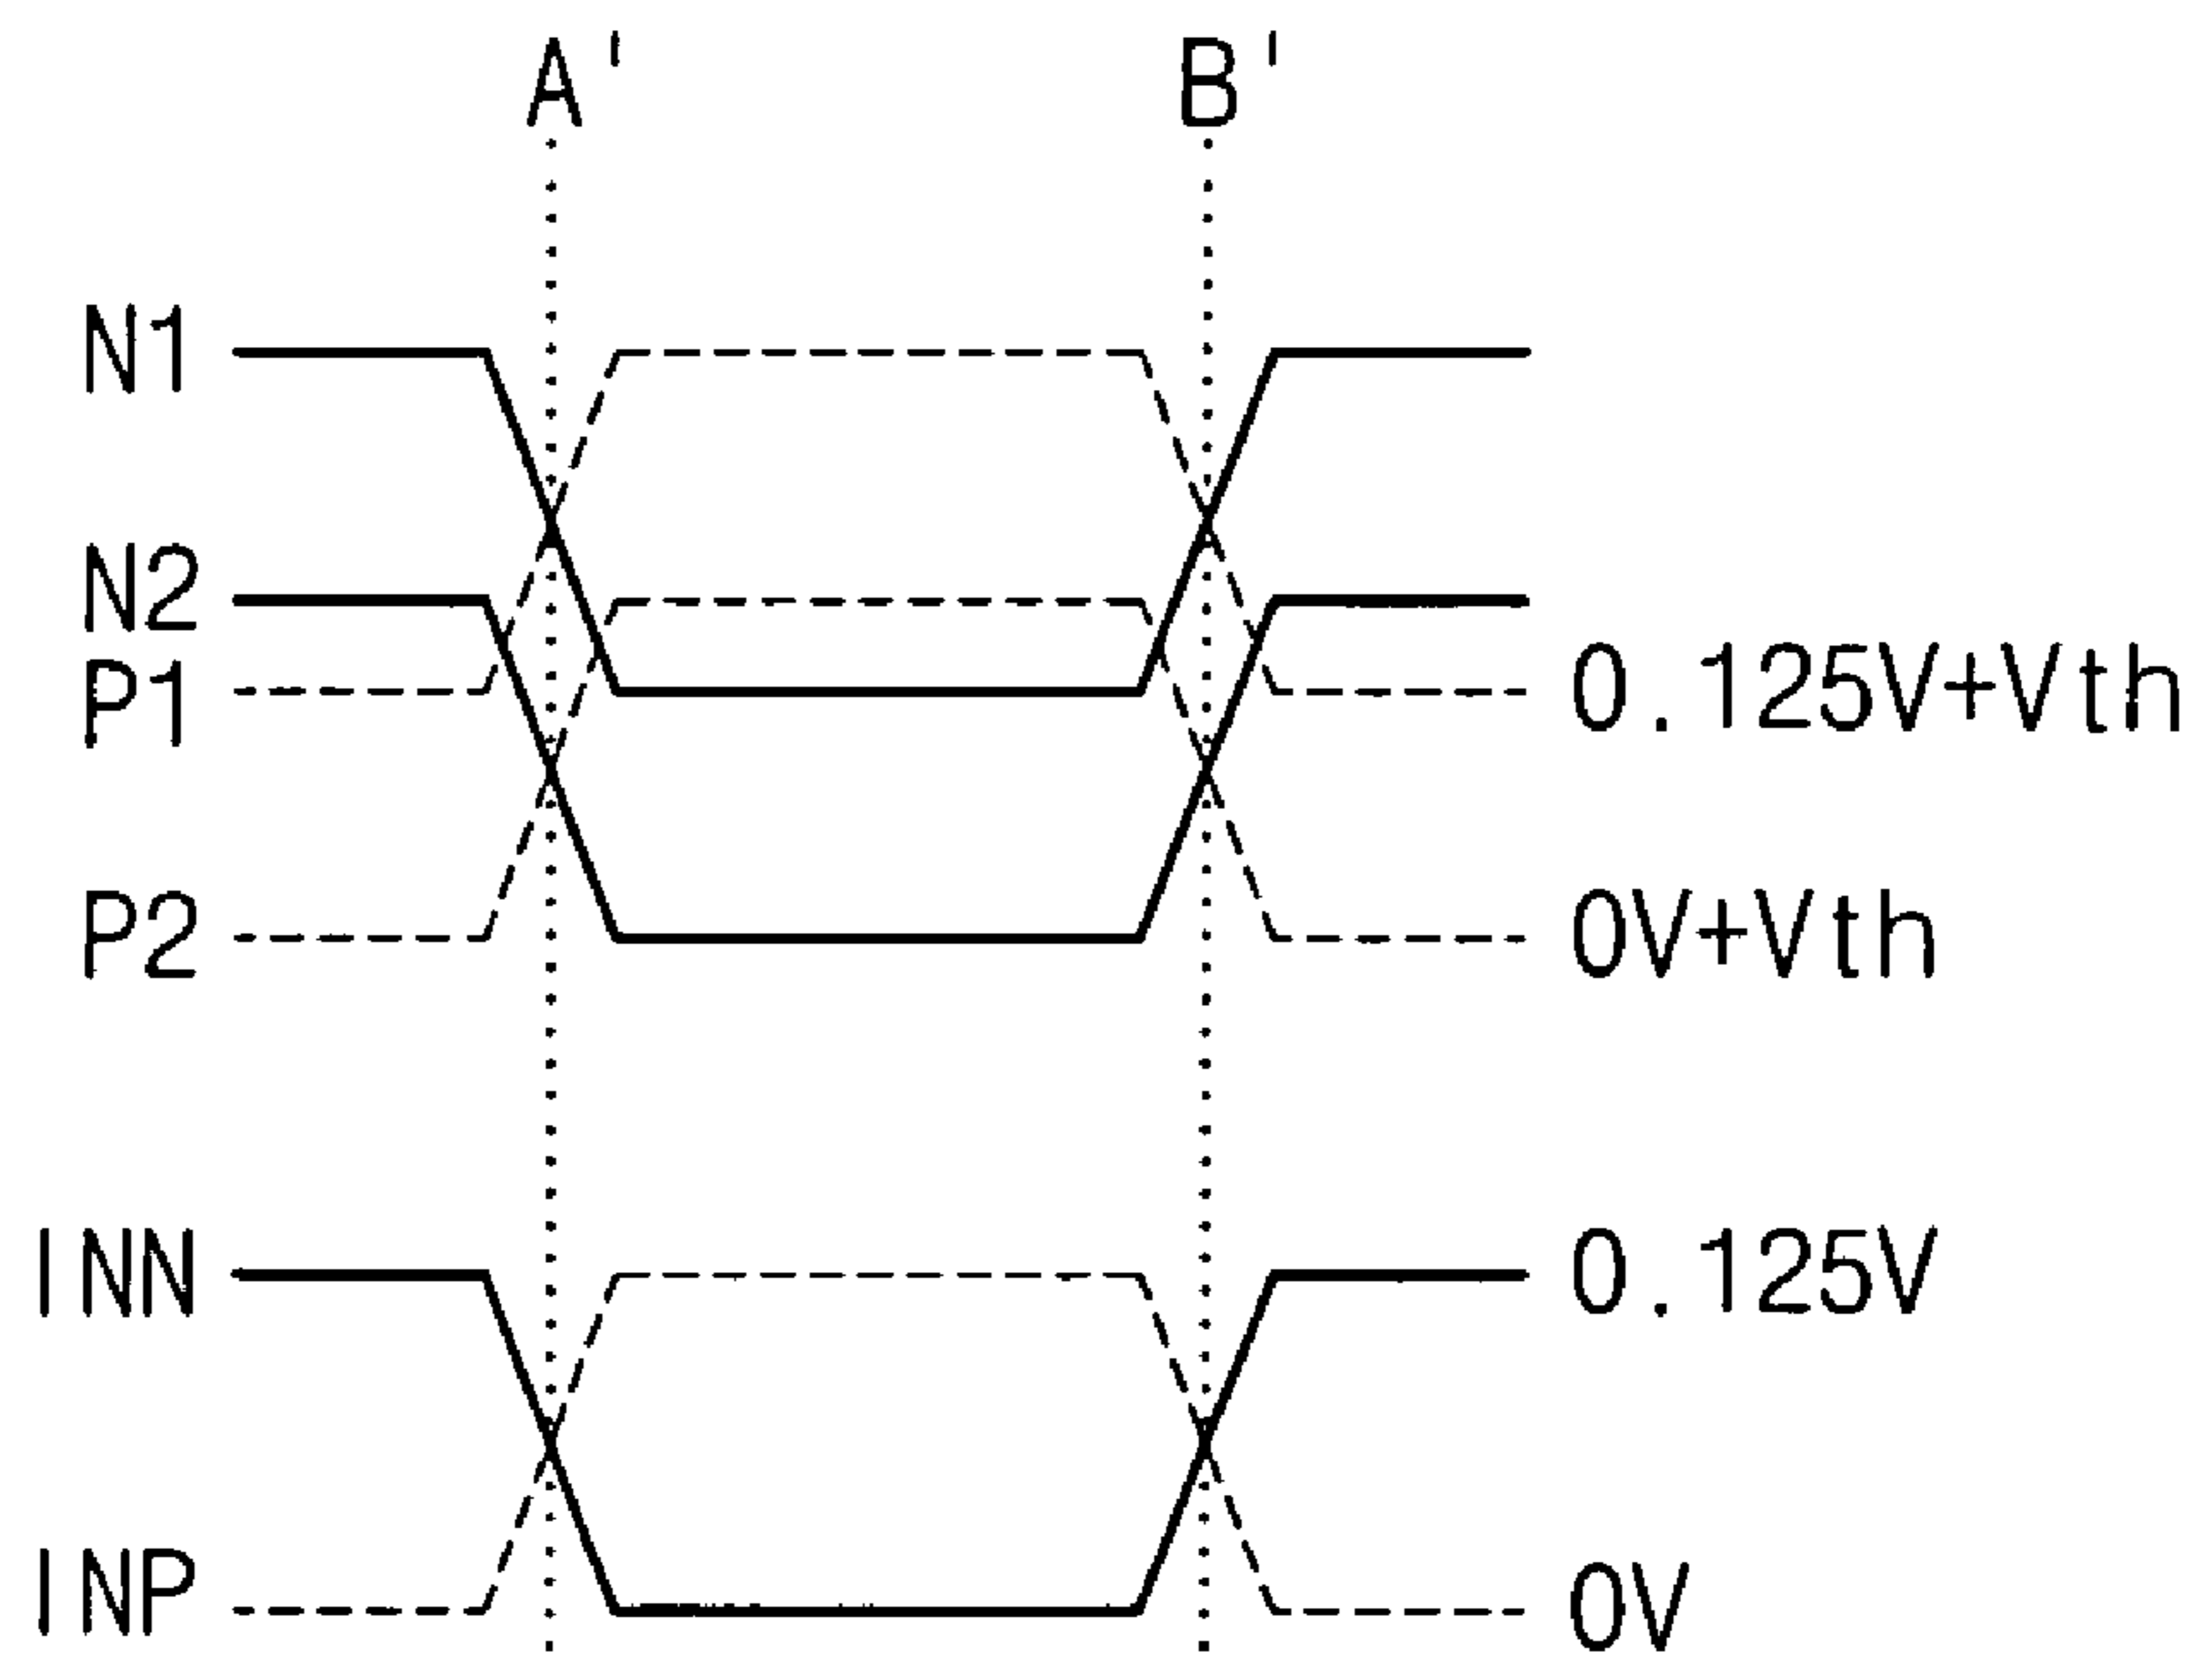 A' B'
N1
N2
P1 0.125V+Vth
P2 0V+Vth
INN 0.125V
INP 0V